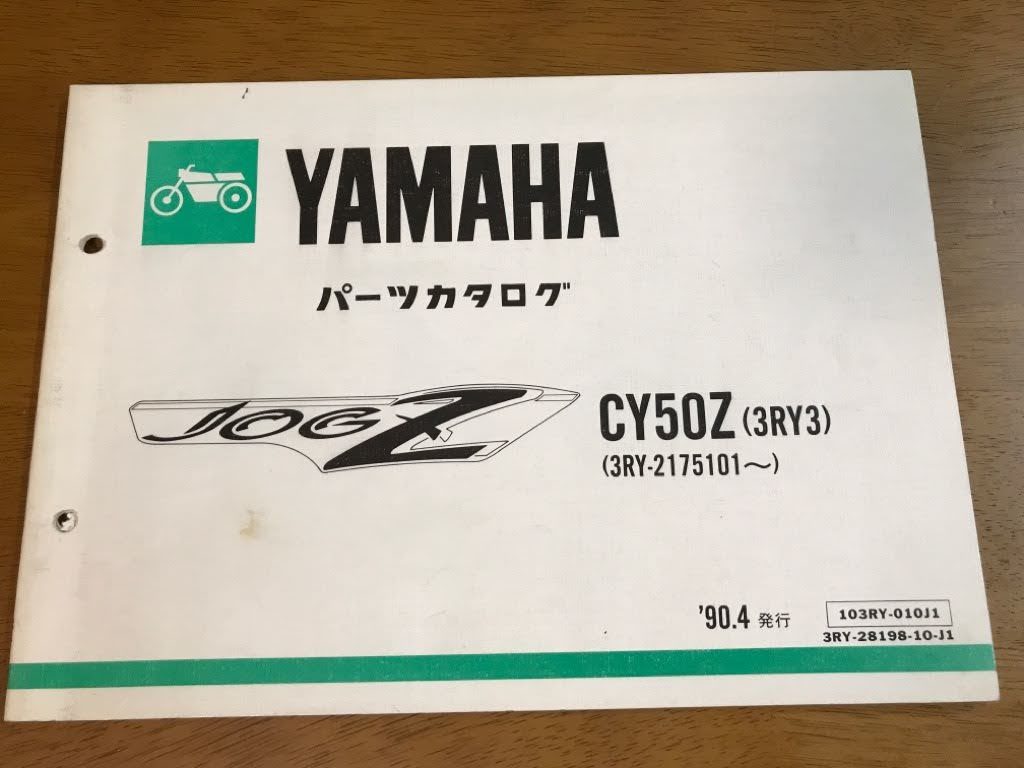 YAMAHA
パーツカタログ
JOG Z
CY50Z (3RY3)
(3RY-2175101〜)
'90.4 発行
103RY-010J1
3RY-28198-10-J1